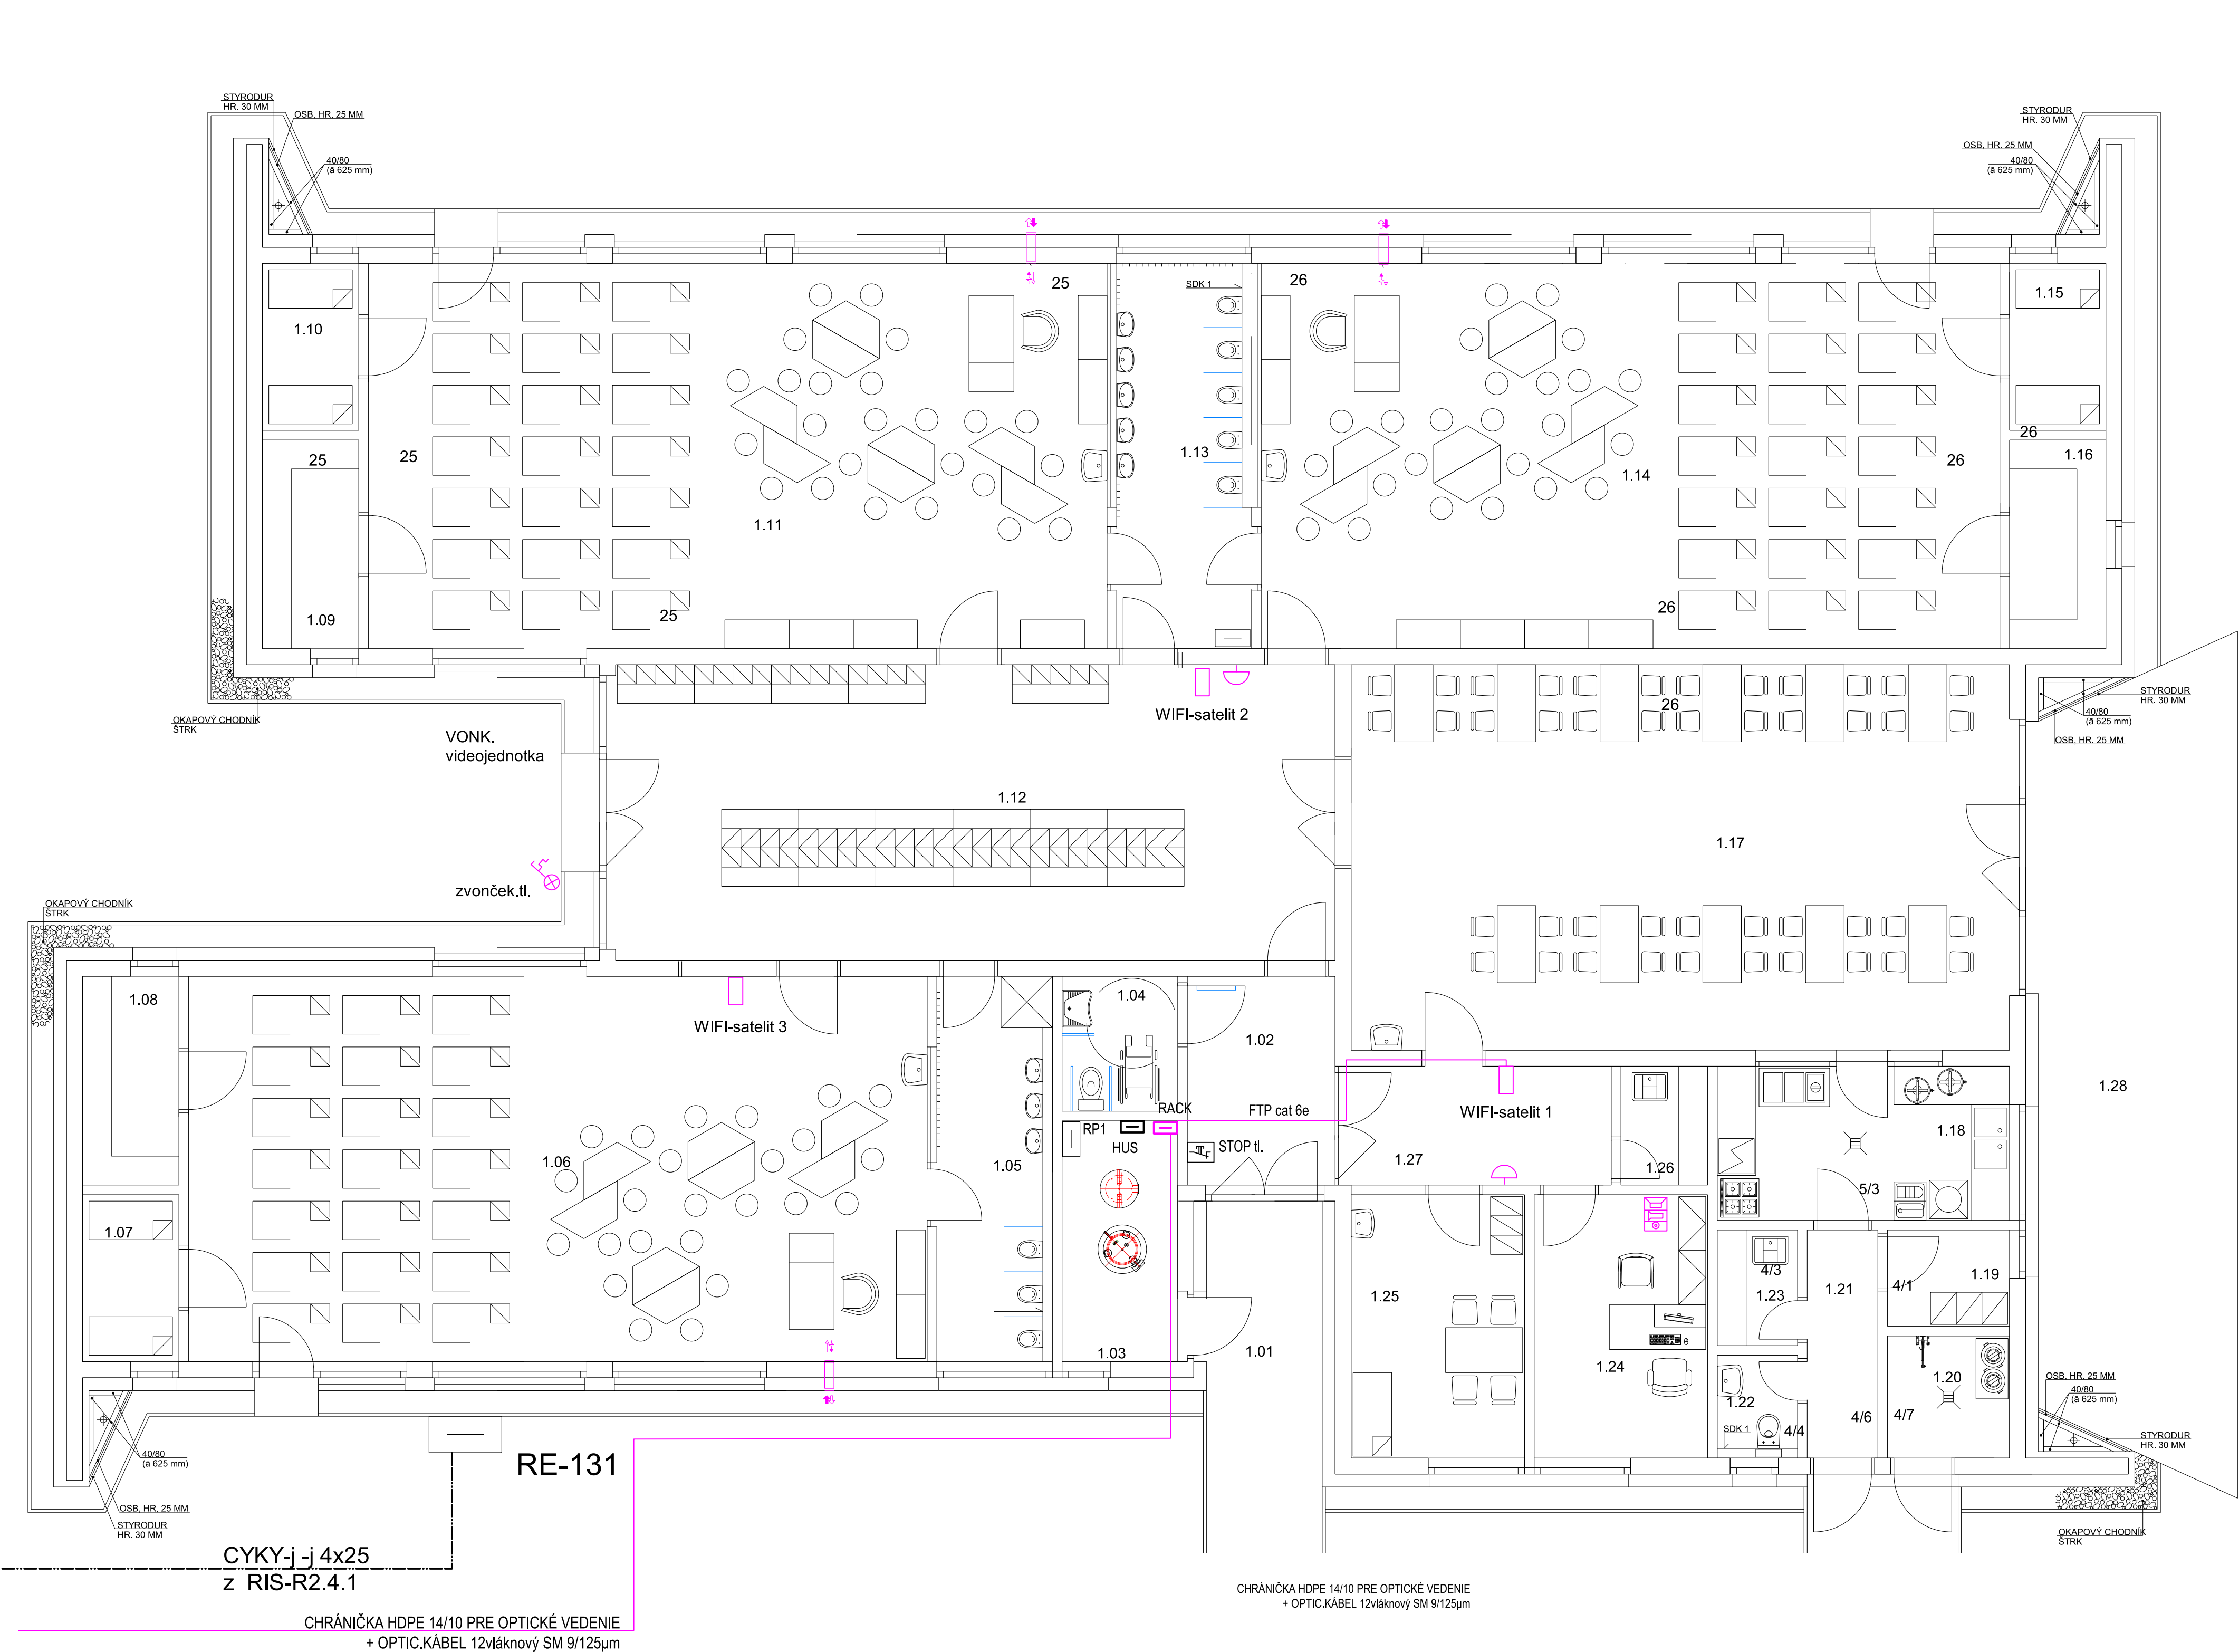 STYRODUR
HR. 30 MM
OSB, HR. 25 MM
40/80
(á 625 mm)
STYRODUR
HR. 30 MM
OSB, HR. 25 MM
40/80
(á 625 mm)
1.10
25
SDK 1
26
1.15
25
25
1.13
1.14
26
26
1.16
1.11
1.09
25
26
OKAPOVÝ CHODNÍK
ŠTRK
VONK.
videojednotka
WIFI-satelit 2
26
STYRODUR
HR. 30 MM
40/80
(á 625 mm)
OSB, HR. 25 MM
1.12
1.17
zvonček.tl.
OKAPOVÝ CHODNÍK
ŠTRK
1.08
WIFI-satelit 3
1.04
1.02
1.28
RACK
FTP cat 6e
WIFI-satelit 1
RP1
HUS
STOP tl.
1.18
1.06
1.05
1.27
1.26
5/3
1.07
4/3
1.23
1.21
4/1
1.19
1.25
1.03
1.01
1.24
1.20
1.22
SDK 1
4/4
4/6
4/7
OSB, HR. 25 MM
40/80
(á 625 mm)
STYRODUR
HR. 30 MM
40/80
(á 625 mm)
RE-131
OSB, HR. 25 MM
STYRODUR
HR. 30 MM
OKAPOVÝ CHODNÍK
ŠTRK
CYKY-j -j 4x25
z RIS-R2.4.1
CHRÁNIČKA HDPE 14/10 PRE OPTICKÉ VEDENIE
+ OPTIC.KÁBEL 12vláknový SM 9/125µm
CHRÁNIČKA HDPE 14/10 PRE OPTICKÉ VEDENIE
+ OPTIC.KÁBEL 12vláknový SM 9/125µm